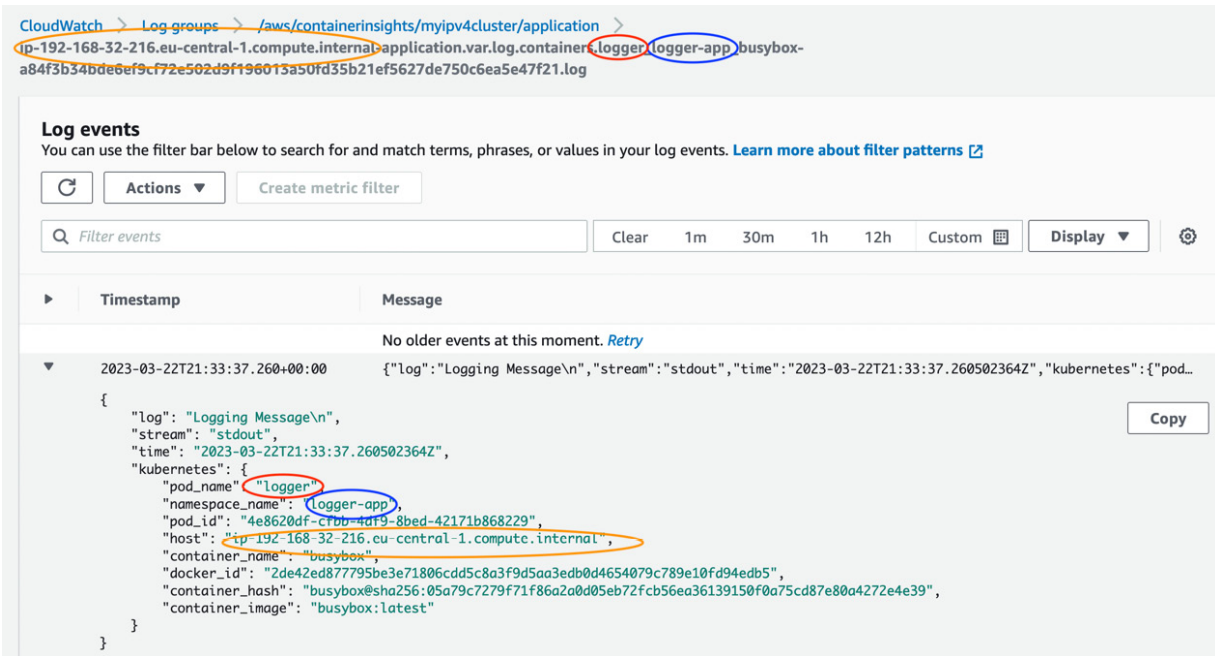 CloudWatch > Log groups > /aws/containerinsights/myipv4cluster/application >
ip-192-168-32-216.eu-central-1.compute.internal-application.var.log.containers.logger_logger-app_busybox-
a84f3b34bde6ef9cf72e502d9f196013a50fd35b21ef5627de750c6ea5e47f21.log
Log events
You can use the filter bar below to search for and match terms, phrases, or values in your log events. Learn more about filter patterns
Actions ▼ Create metric filter
Filter events Clear 1m 30m 1h 12h Custom Display ▼
Timestamp Message
No older events at this moment. Retry
2023-03-22T21:33:37.260+00:00 {"log":"Logging Message\n","stream":"stdout","time":"2023-03-22T21:33:37.260502364Z","kubernetes":{"pod…
{
"log": "Logging Message\n",
Copy
"stream": "stdout",
"time": "2023-03-22T21:33:37.260502364Z",
"kubernetes": {
"pod_name": "logger",
"namespace_name": "logger-app",
"pod_id": "4e8620df-cfbb-4df9-8bed-42171b868229",
"host": "ip-192-168-32-216.eu-central-1.compute.internal",
"container_name": "busybox",
"docker_id": "2de42ed877795be3e71806cdd5c8a3f9d5aa3edb0d4654079c789e10fd94edb5",
"container_hash": "busybox@sha256:05a79c7279f71f86a2a0d05eb72fcb56ea36139150f0a75cd87e80a4272e4e39",
"container_image": "busybox:latest"
}
}